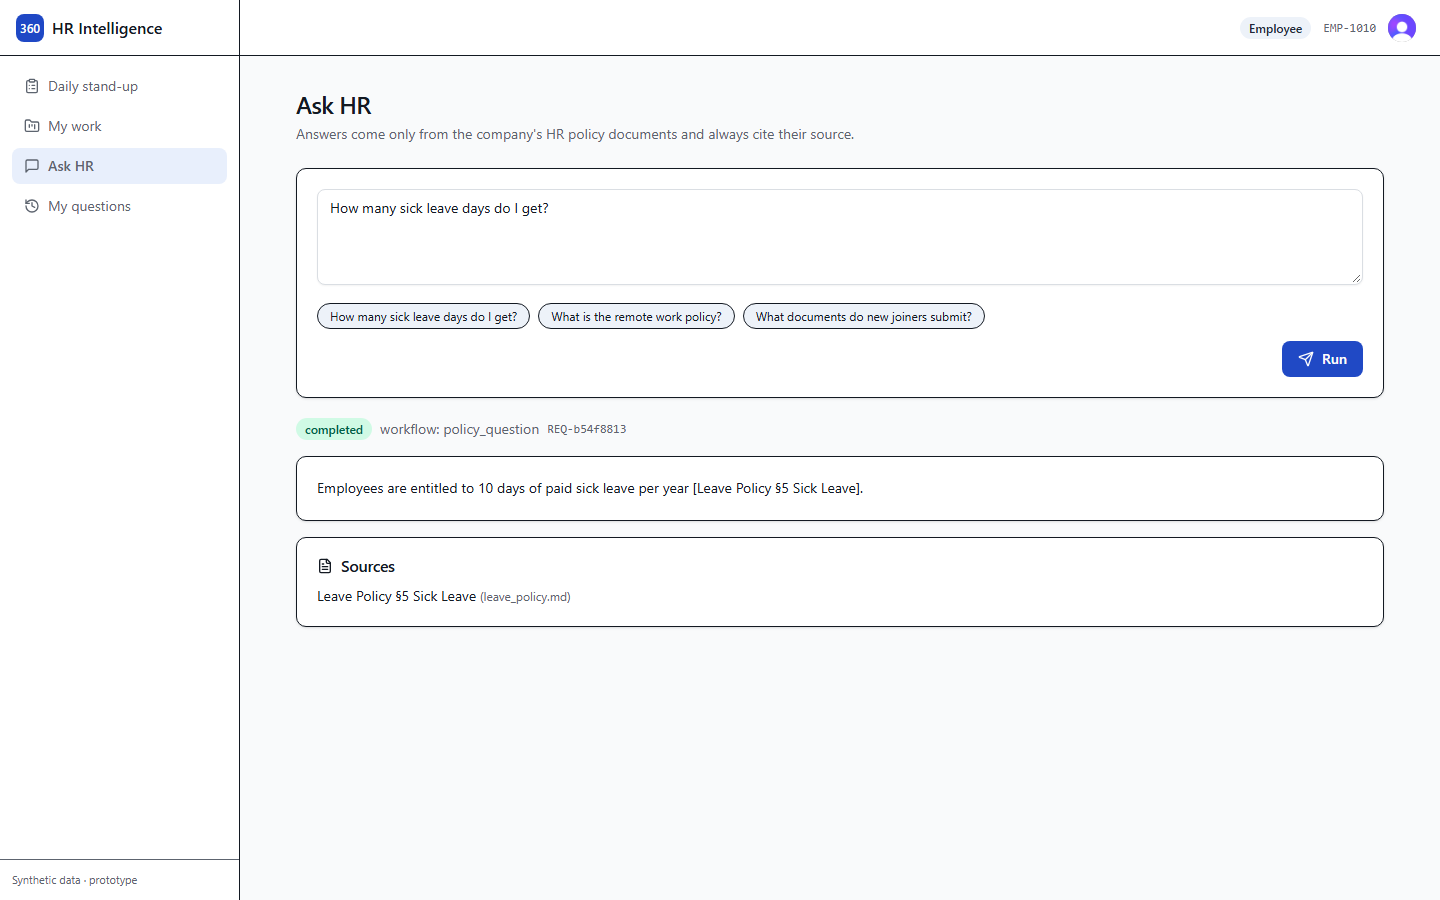 360 HR Intelligence
Employee EMP-1010
Daily stand-up
My work
Ask HR
My questions
Ask HR
Answers come only from the company's HR policy documents and always cite their source.
How many sick leave days do I get?
How many sick leave days do I get? What is the remote work policy? What documents do new joiners submit?
Run
completed workflow: policy_question REQ-b54f8813
Employees are entitled to 10 days of paid sick leave per year [Leave Policy §5 Sick Leave].
Sources
Leave Policy §5 Sick Leave (leave_policy.md)
Synthetic data · prototype